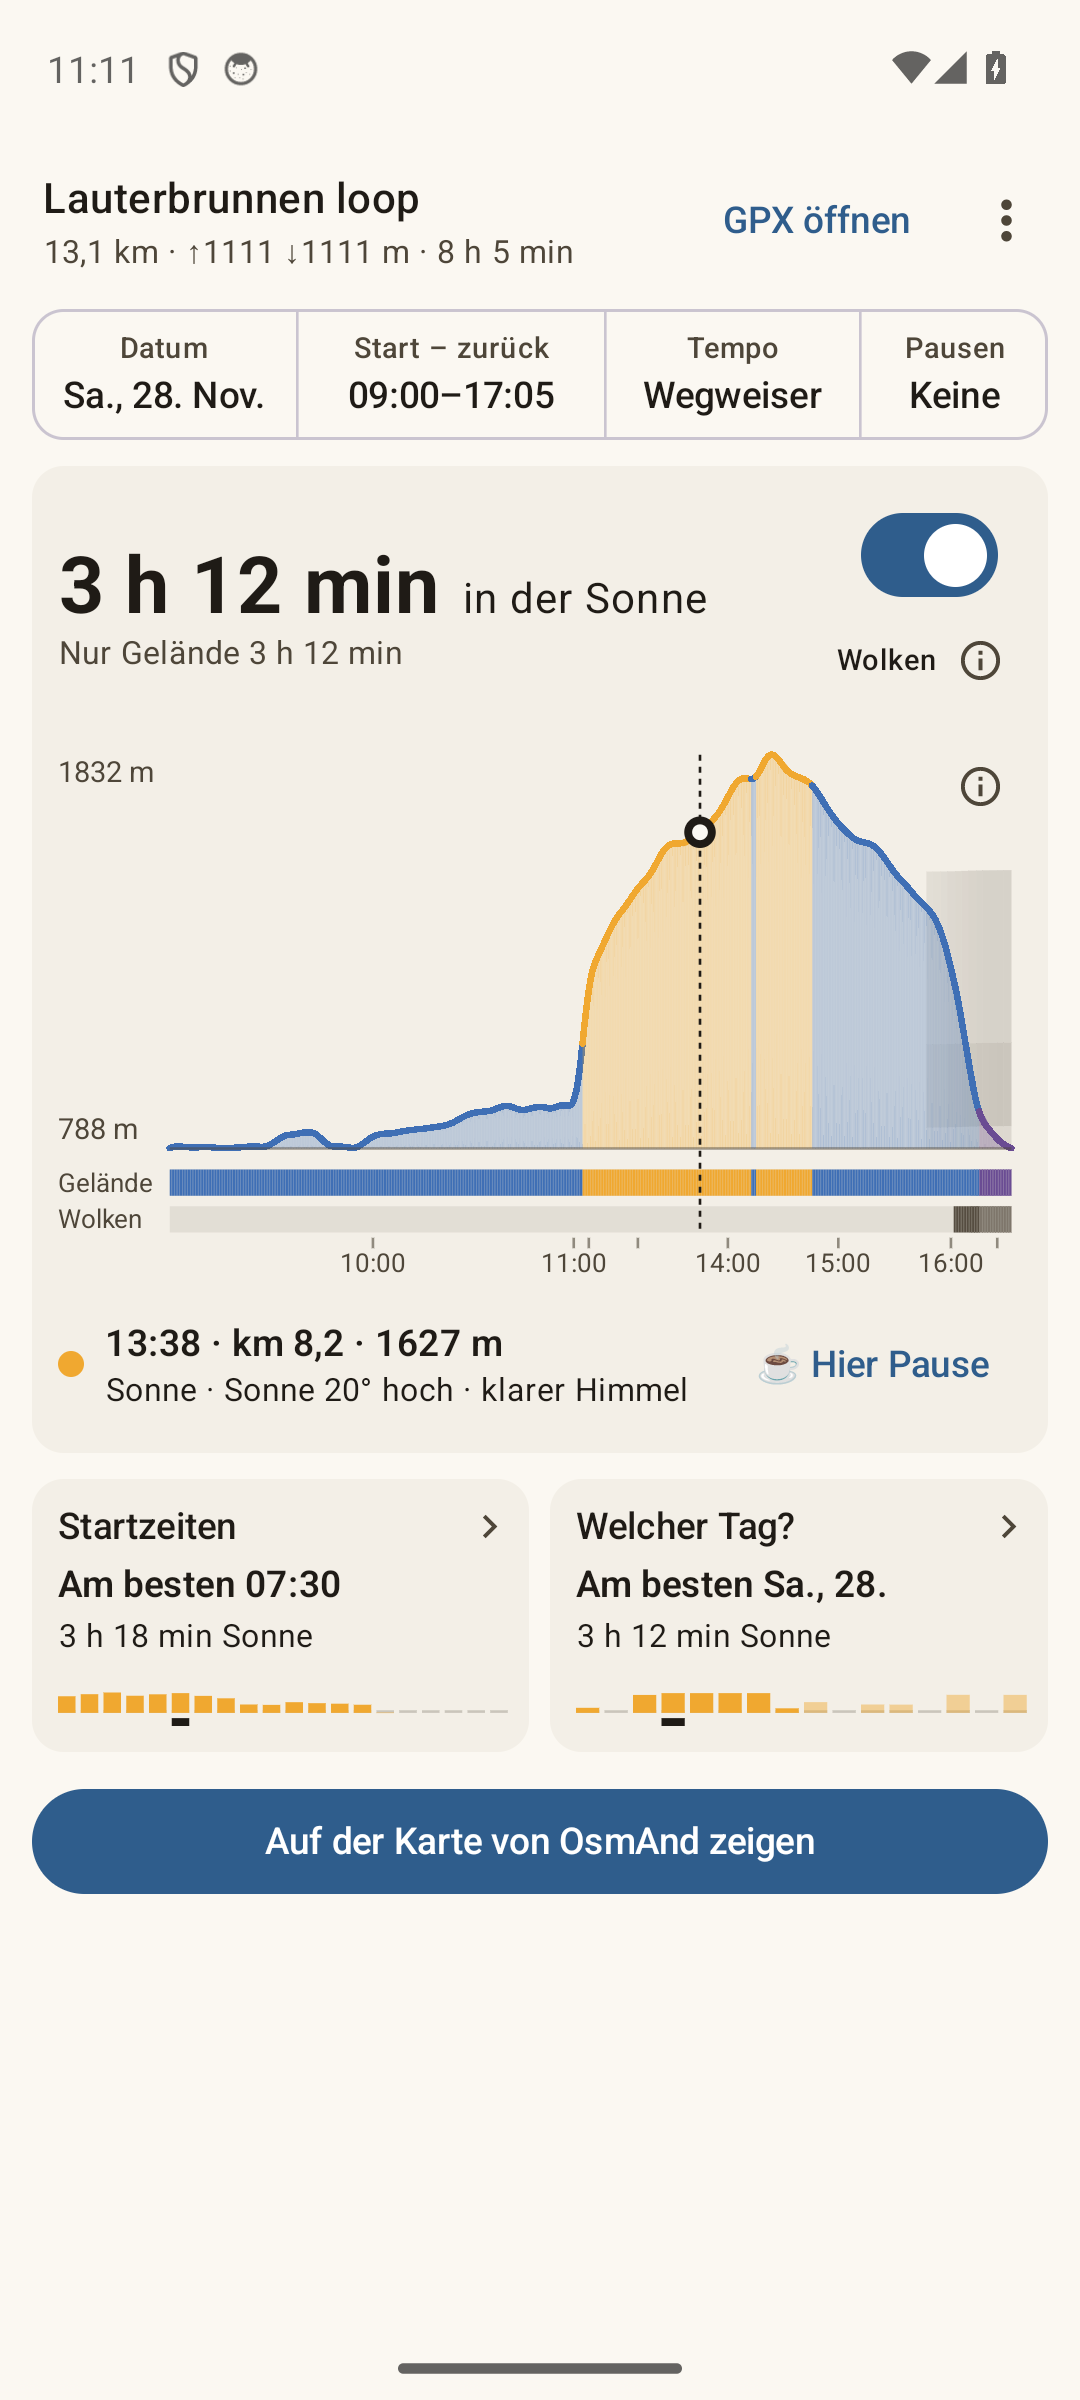 11:11
Lauterbrunnen loop
GPX öffnen
13,1 km · ↑1111 ↓1111 m · 8 h 5 min
Datum
Sa., 28. Nov.
Start – zurück
09:00–17:05
Tempo
Wegweiser
Pausen
Keine
3 h 12 min in der Sonne
Nur Gelände 3 h 12 min
Wolken
1832 m
788 m
Gelände
Wolken
10:00 11:00 14:00 15:00 16:00
13:38 · km 8,2 · 1627 m
Sonne · Sonne 20° hoch · klarer Himmel
☕ Hier Pause
Startzeiten
Am besten 07:30
3 h 18 min Sonne
Welcher Tag?
Am besten Sa., 28.
3 h 12 min Sonne
Auf der Karte von OsmAnd zeigen